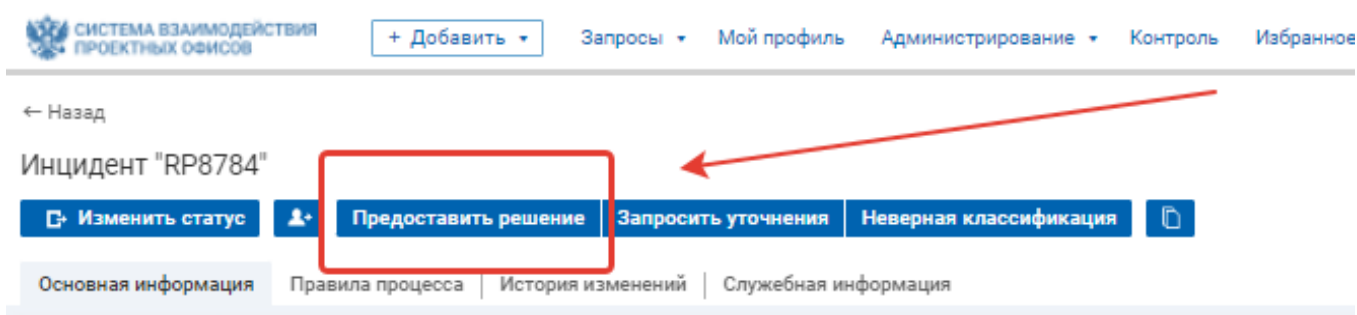 СИСТЕМА ВЗАИМОДЕЙСТВИЯ
ПРОЕКТНЫХ ОФИСОВ
+ Добавить Запросы Мой профиль Администрирование Контроль Избранное
← Назад
Инцидент "RP8784"
Изменить статус Предоставить решение Запросить уточнения Неверная классификация
Основная информация Правила процесса История изменений Служебная информация